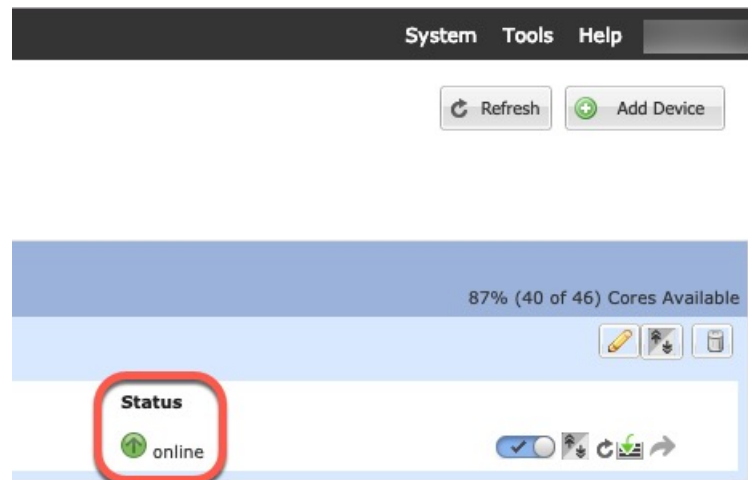 System Tools Help
Refresh Add Device
87% (40 of 46) Cores Available
Status
online